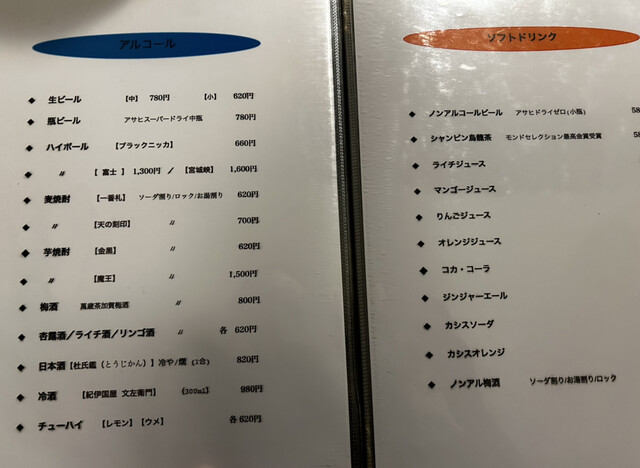 アルコール
◆ 生ビール 【中】 780円 【小】 620円
◆ 瓶ビール アサヒスーパードライ中瓶 780円
◆ ハイボール 【ブラックニッカ】 660円
◆ 〃 【 富士 】 1,300円 / 【宮城峡】 1,600円
◆ 麦焼酎 【一番札】 ソーダ割り/ロック/お湯割り 620円
◆ 〃 【天の刻印】 〃 700円
◆ 芋焼酎 【金黒】 〃 620円
◆ 〃 【魔王】 〃 1,500円
◆ 梅酒 萬歳茶加賀梅酒 〃 800円
◆ 杏露酒/ライチ酒/リンゴ酒 〃 各 620円
◆ 日本酒【杜氏鑑(とうじかん)】冷や/燗 (1合) 820円
◆ 冷酒 【紀伊国屋 文左衛門】 (300ml) 980円
◆ チューハイ 【レモン】【ウメ】 各620円
ソフトドリンク
◆ ノンアルコールビール アサヒドライゼロ(小瓶) 58
◆ シャンピン烏龍茶 モンドセレクション最高金賞受賞 58
◆ ライチジュース
◆ マンゴージュース
◆ りんごジュース
◆ オレンジジュース
◆ コカ・コーラ
◆ ジンジャーエール
◆ カシスソーダ
◆ カシスオレンジ
◆ ノンアル梅酒 ソーダ割り/お湯割り/ロック